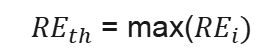 RE_th = max(RE_i)